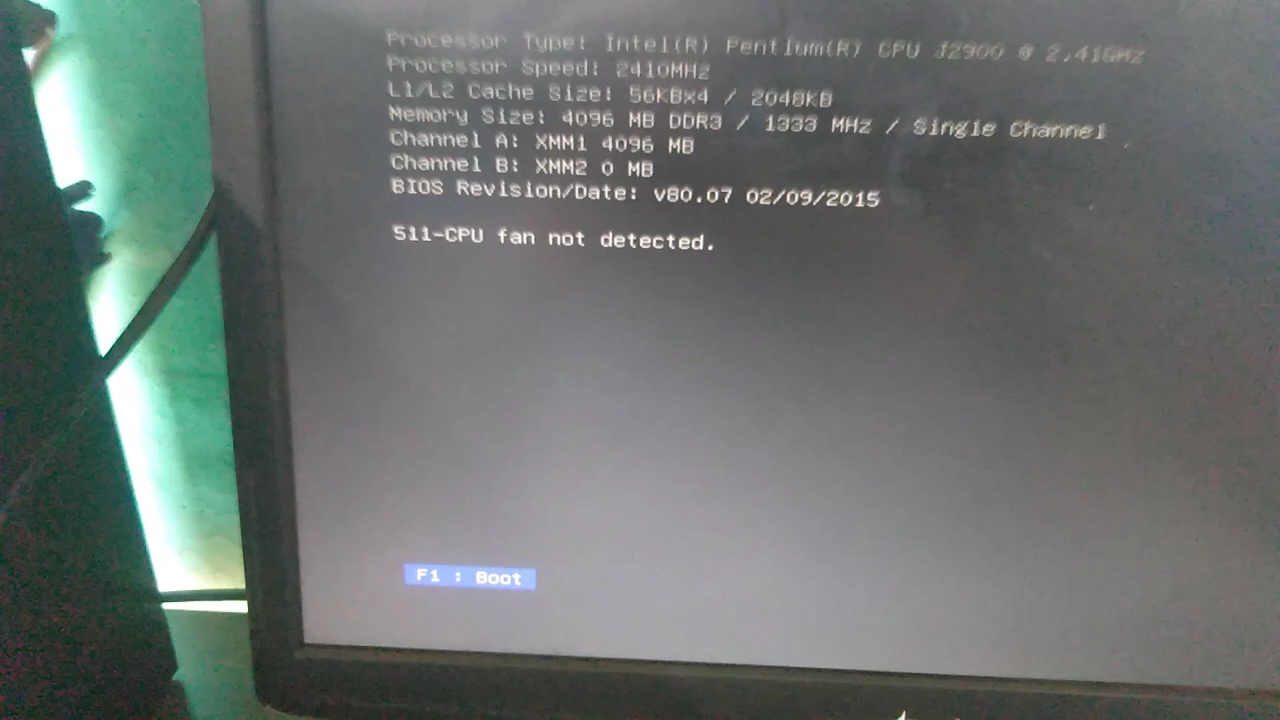 Processor Type: Intel(R) Pentium(R) CPU J2900 @ 2.41GHz
Processor Speed: 2410MHz
L1/L2 Cache Size: 56KBx4 / 2048KB
Memory Size: 4096 MB DDR3 / 1333 MHz / Single Channel
Channel A: XMM1 4096 MB
Channel B: XMM2 0 MB
BIOS Revision/Date: v80.07 02/09/2015
511-CPU fan not detected.
F1 : Boot